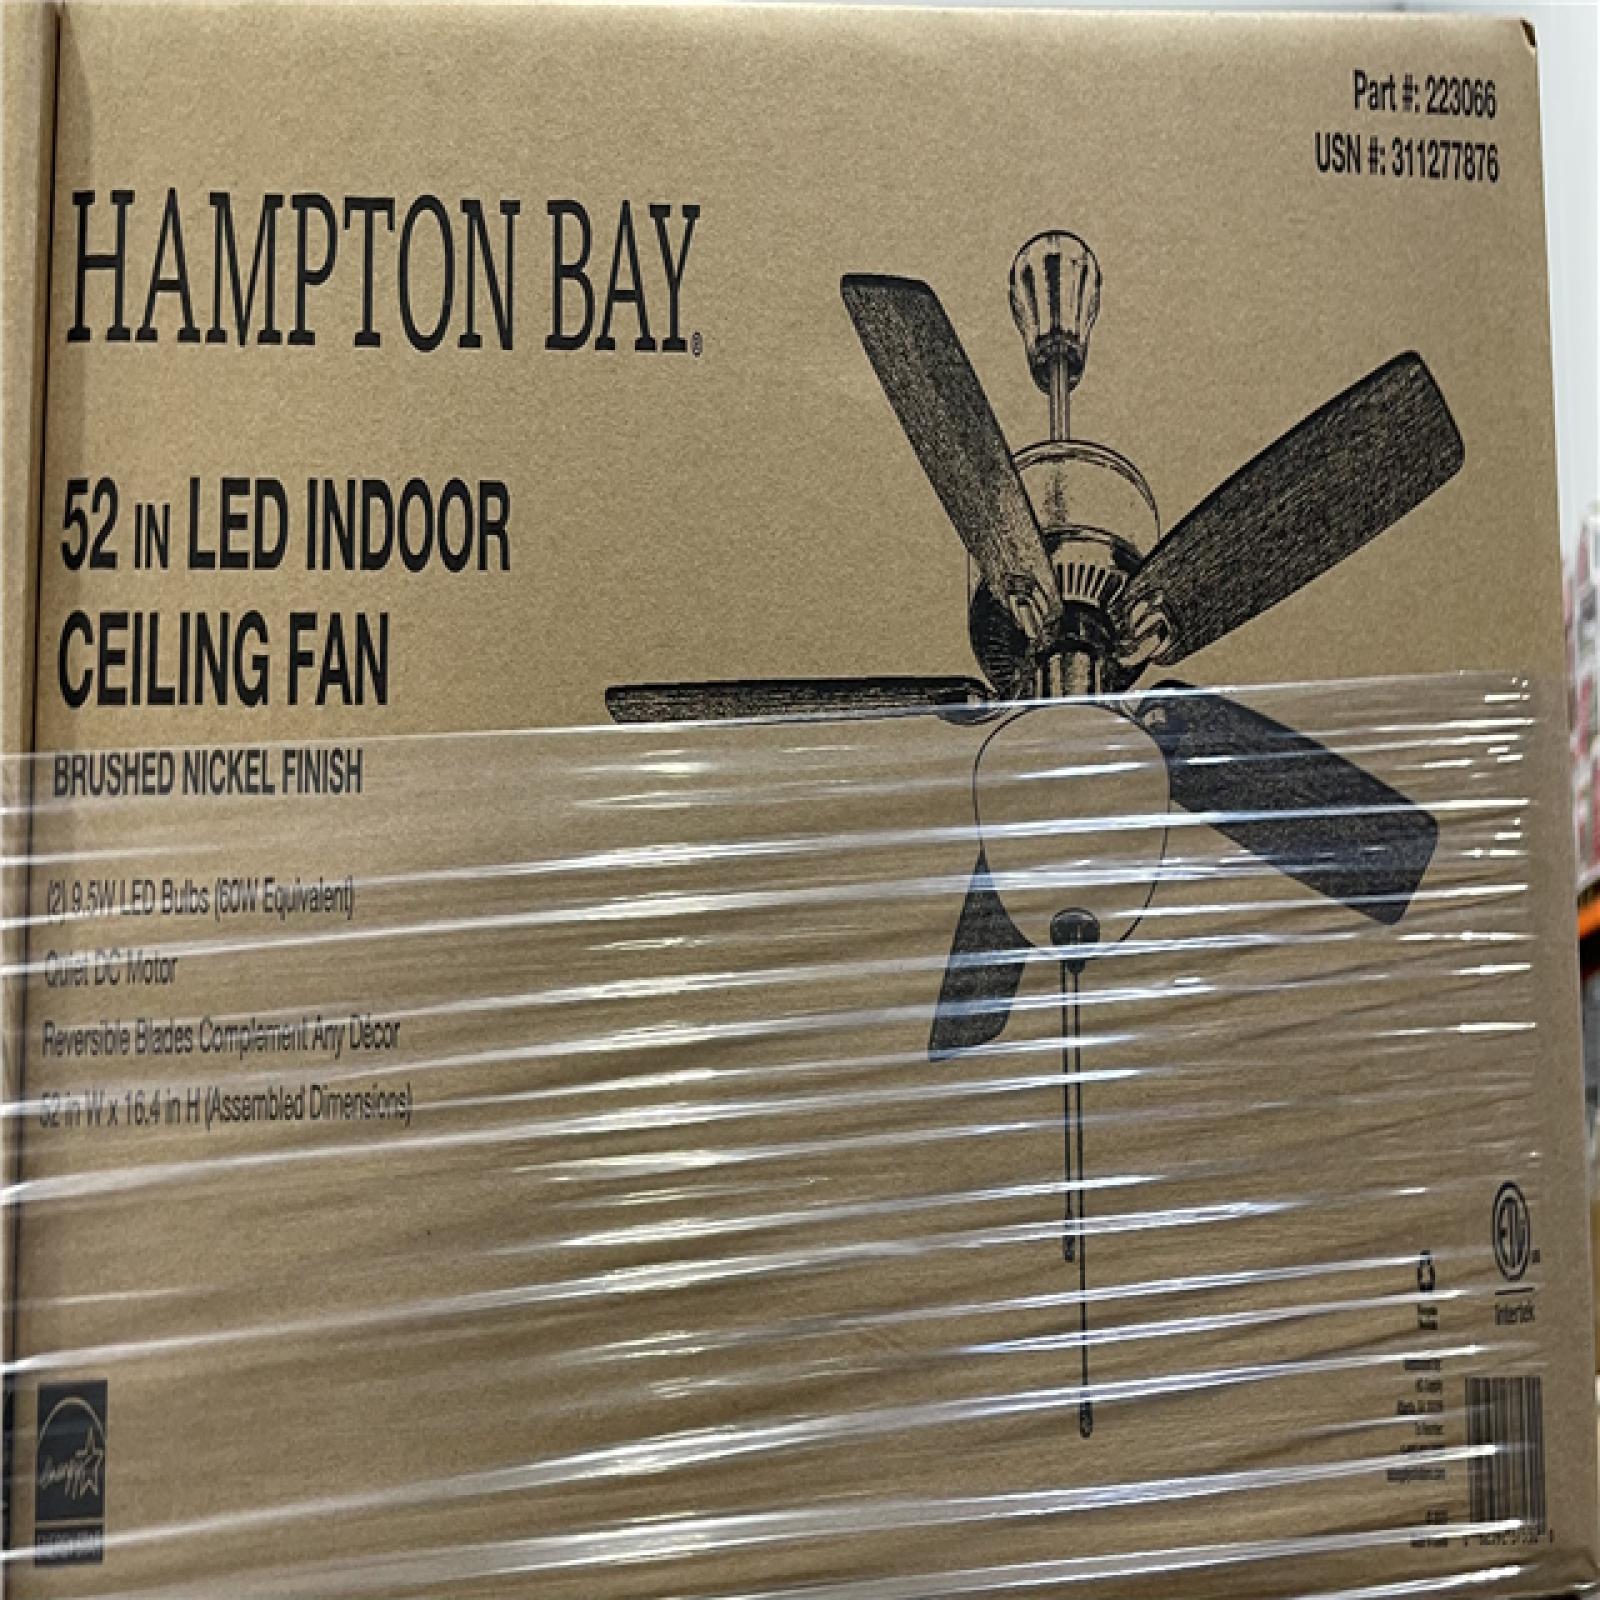 Part #: 223066
USN #: 311277876
HAMPTON BAY®
52 IN LED INDOOR
CEILING FAN
BRUSHED NICKEL FINISH
(2) 9.5W LED Bulbs (60W Equivalent)
Quiet DC Motor
Reversible Blades Complement Any Décor
52 in W x 16.4 in H (Assembled Dimensions)
Intertek
energy